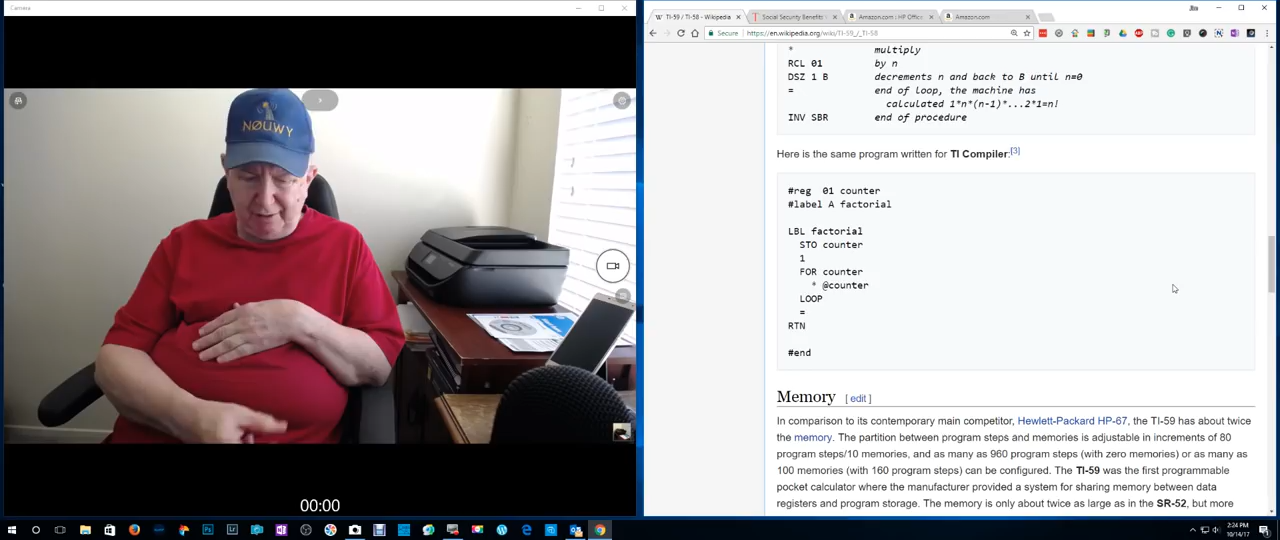 Camera
NØUWY
00:00
Jim
TI-59 / TI-58 - Wikipedia
Social Security Benefits
Amazon.com : HP Office
Amazon.com
Secure
https://en.wikipedia.org/wiki/TI-59_/_TI-58
* multiply
RCL 01 by n
DSZ 1 B decrements n and back to B until n=0
= end of loop, the machine has
calculated 1*n*(n-1)*...2*1=n!
INV SBR end of procedure
Here is the same program written for TI Compiler:[3]
#reg 01 counter
#label A factorial
LBL factorial
STO counter
1
FOR counter
* @counter
LOOP
=
RTN
#end
Memory [ edit ]
In comparison to its contemporary main competitor, Hewlett-Packard HP-67, the TI-59 has about twice
the memory. The partition between program steps and memories is adjustable in increments of 80
program steps/10 memories, and as many as 960 program steps (with zero memories) or as many as
100 memories (with 160 program steps) can be configured. The TI-59 was the first programmable
pocket calculator where the manufacturer provided a system for sharing memory between data
registers and program storage. The memory is only about twice as large as in the SR-52, but more
2:24 PM
10/14/17